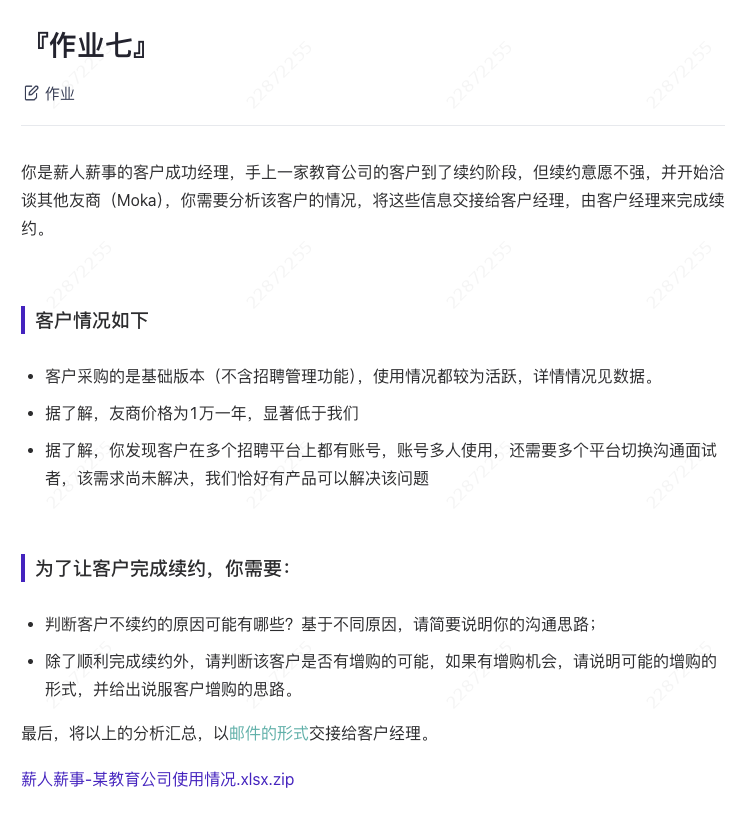 『作业七』
作业
你是薪人薪事的客户成功经理，手上一家教育公司的客户到了续约阶段，但续约意愿不强，并开始洽
谈其他友商（Moka），你需要分析该客户的情况，将这些信息交接给客户经理，由客户经理来完成续
约。
客户情况如下
• 客户采购的是基础版本（不含招聘管理功能），使用情况都较为活跃，详情情况见数据。
• 据了解，友商价格为1万一年，显著低于我们
• 据了解，你发现客户在多个招聘平台上都有账号，账号多人使用，还需要多个平台切换沟通面试
者，该需求尚未解决，我们恰好有产品可以解决该问题
为了让客户完成续约，你需要：
• 判断客户不续约的原因可能有哪些？基于不同原因，请简要说明你的沟通思路；
• 除了顺利完成续约外，请判断该客户是否有增购的可能，如果有增购机会，请说明可能的增购的
形式，并给出说服客户增购的思路。
最后，将以上的分析汇总，以邮件的形式交接给客户经理。
薪人薪事-某教育公司使用情况.xlsx.zip
22872255
22872255
22872255
22872255
22872255
22872255
22872255
22872255
22872255
22872255
22872255
22872255